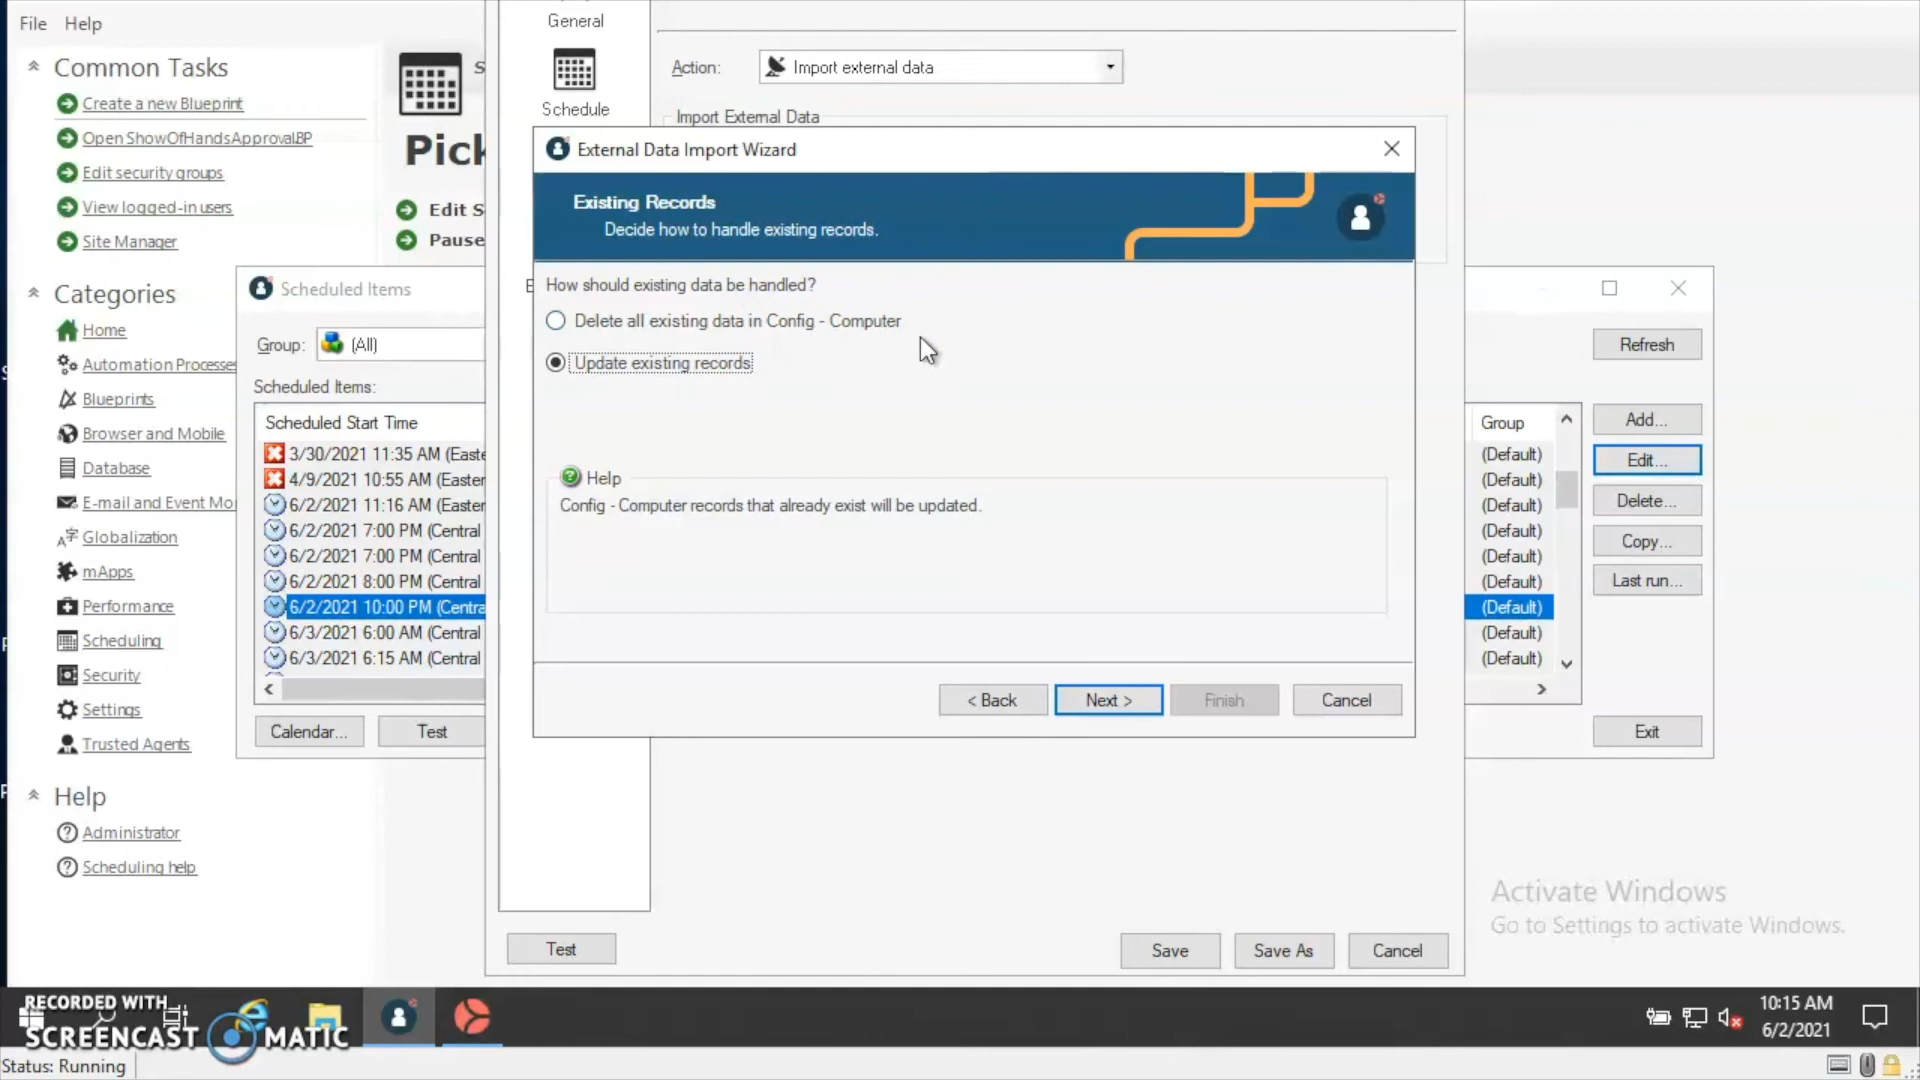 File Help
Common Tasks
Create a new Blueprint
Open ShowOfHandsApproval.BP
Edit security groups
View logged-in users
Site Manager
Categories
Home
Automation Processes
Blueprints
Browser and Mobile
Database
E-mail and Event Mo
Globalization
mApps
Performance
Scheduling
Security
Settings
Trusted Agents
Help
Administrator
Scheduling help
S
Pick
Edit S
Pause
Scheduled Items
Group: (All)
Scheduled Items:
Scheduled Start Time
3/30/2021 11:35 AM (Easte
4/9/2021 10:55 AM (Easter
6/2/2021 11:16 AM (Easter
6/2/2021 7:00 PM (Central
6/2/2021 7:00 PM (Central
6/2/2021 8:00 PM (Central
6/2/2021 10:00 PM (Centra
6/3/2021 6:00 AM (Central
6/3/2021 6:15 AM (Central
Calendar... Test
General
Schedule
Action: Import external data
Import External Data
External Data Import Wizard
Existing Records
Decide how to handle existing records.
How should existing data be handled?
Delete all existing data in Config - Computer
Update existing records
Help
Config - Computer records that already exist will be updated.
< Back Next > Finish Cancel
Test Save Save As Cancel
Group
(Default)
(Default)
(Default)
(Default)
(Default)
(Default)
(Default)
(Default)
(Default)
Refresh
Add...
Edit...
Delete...
Copy...
Last run...
Exit
Activate Windows
Go to Settings to activate Windows.
RECORDED WITH
SCREENCAST MATIC
10:15 AM
6/2/2021
Status: Running